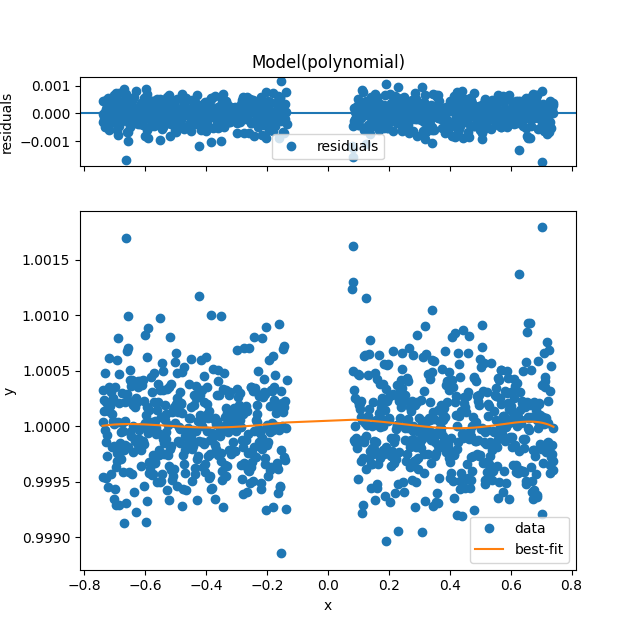 Model(polynomial)
residuals
0.001
0.000
−0.001
residuals
y
1.0015
1.0010
1.0005
1.0000
0.9995
0.9990
data
best-fit
−0.8 −0.6 −0.4 −0.2 0.0 0.2 0.4 0.6 0.8
x